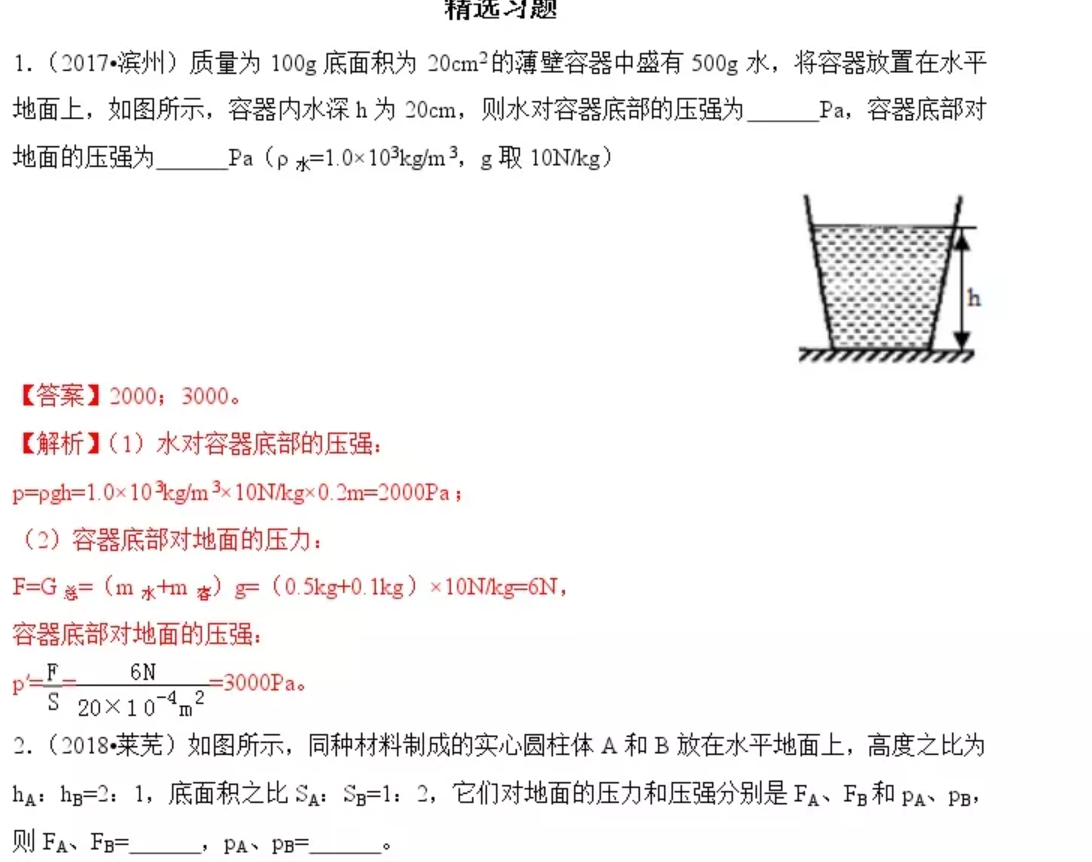 精选习题
1.（2017•滨州）质量为 100g 底面积为 20cm²的薄壁容器中盛有 500g 水，将容器放置在水平
地面上，如图所示，容器内水深 h 为 20cm，则水对容器底部的压强为______Pa，容器底部对
地面的压强为______Pa（ρ水=1.0×10³kg/m³，g 取 10N/kg）
h
【答案】2000；3000。
【解析】（1）水对容器底部的压强：
p=ρgh=1.0×10³kg/m³×10N/kg×0.2m=2000Pa；
（2）容器底部对地面的压力：
F=G总=（m水+m容）g=（0.5kg+0.1kg）×10N/kg=6N，
容器底部对地面的压强：
p′=F/S=6N/20×10⁻⁴m²=3000Pa。
2.（2018•莱芜）如图所示，同种材料制成的实心圆柱体 A 和 B 放在水平地面上，高度之比为
hA：hB=2：1，底面积之比 SA：SB=1：2，它们对地面的压力和压强分别是 FA、FB 和 pA、pB，
则 FA、FB=______，pA、pB=______。